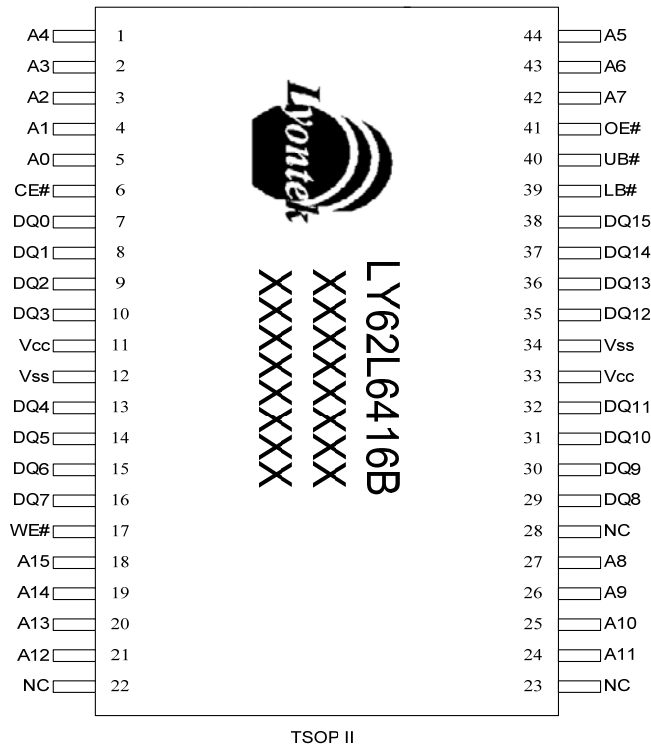 A4 1 44 A5
A3 2 43 A6
A2 3 42 A7
A1 4 41 OE#
A0 5 40 UB#
CE# 6 39 LB#
DQ0 7 38 DQ15
DQ1 8 37 DQ14
DQ2 9 36 DQ13
DQ3 10 35 DQ12
Vcc 11 34 Vss
Vss 12 33 Vcc
DQ4 13 32 DQ11
DQ5 14 31 DQ10
DQ6 15 30 DQ9
DQ7 16 29 DQ8
WE# 17 28 NC
A15 18 27 A8
A14 19 26 A9
A13 20 25 A10
A12 21 24 A11
NC 22 23 NC
Lyontek
LY62L6416B
XXXXXXXX
XXXXXXXX
TSOP II